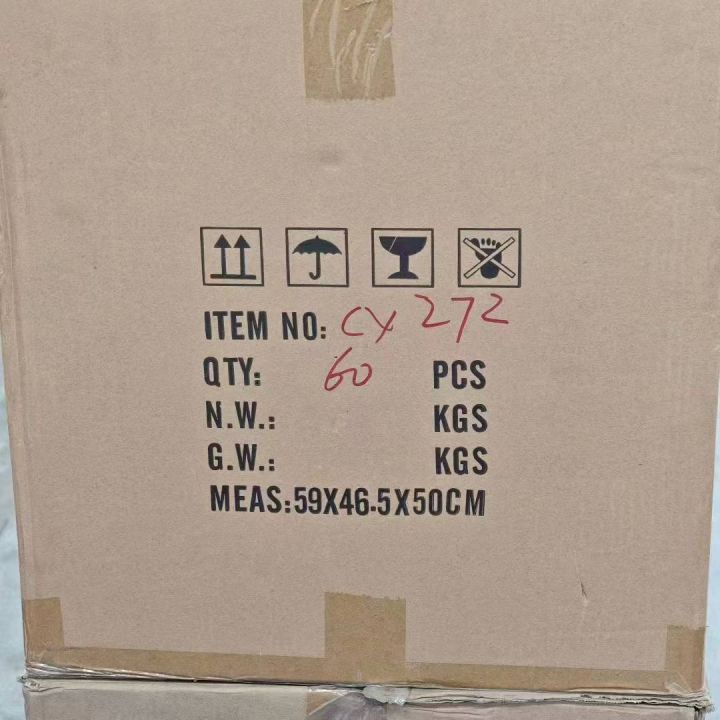 ITEM NO: CX 272
QTY: 60 PCS
N.W.: KGS
G.W.: KGS
MEAS:59X46.5X50CM